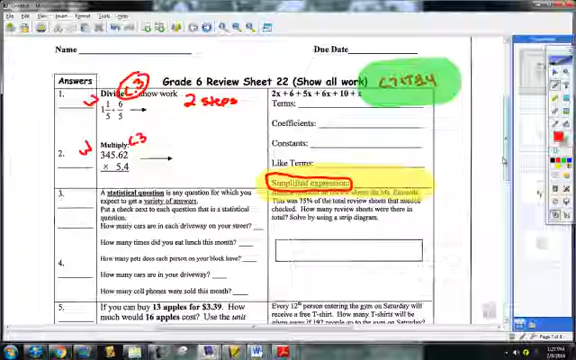 Name
Due Date
Answers
Grade 6 Review Sheet 22 (Show all work)
1.
show work
1 1/5 ÷ 6/5
2 steps
2.
Multiply
345.62
× 5.4
2x + 6 + 5x + 6x + 10 + x
Terms:
Coefficients:
Constants:
Like Terms:
Simplified expression:
3.
A statistical question is any question for which you
expect to get a variety of answers.
Put a check next to each question that is a statistical
question:
How many cars are in each driveway on your street?
How many times did you eat lunch this month?
4.
How many pets does each person on your block have?
How many cars are in your driveway?
How many cell phones were sold this month?
This was 75% of the total review sheets that needed
checked. How many review sheets were there in
total? Solve by using a strip diagram.
5.
If you can buy 13 apples for $3.39. How
much would 16 apples cost? Use the unit
Every 12th person entering the gym on Saturday will
receive a free T-shirt. How many T-shirts will be